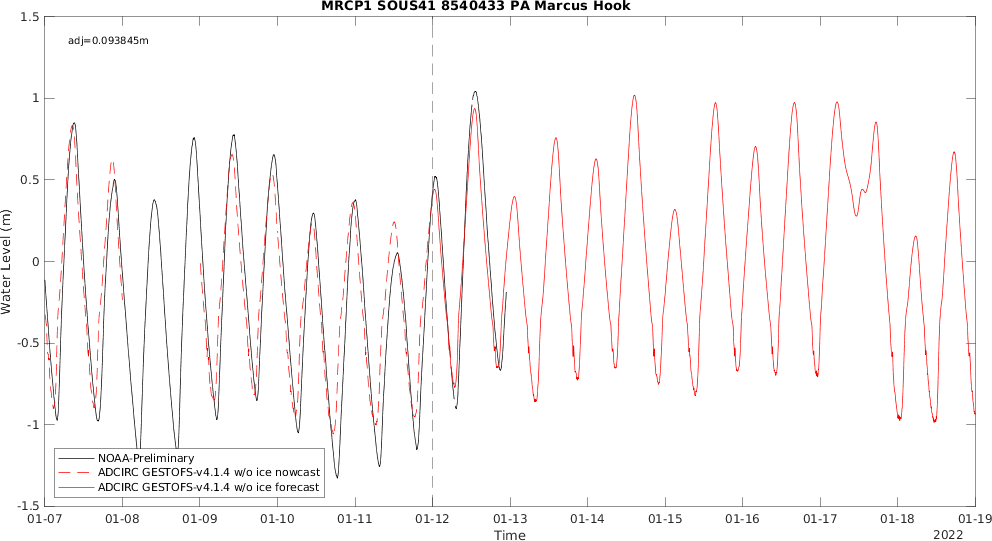 MRCP1 SOUS41 8540433 PA Marcus Hook
adj=0.093845m
1.5
1
0.5
0
-0.5
-1
-1.5
Water Level (m)
NOAA-Preliminary
ADCIRC GESTOFS-v4.1.4 w/o ice nowcast
ADCIRC GESTOFS-v4.1.4 w/o ice forecast
01-07 01-08 01-09 01-10 01-11 01-12 01-13 01-14 01-15 01-16 01-17 01-18 01-19
Time
2022